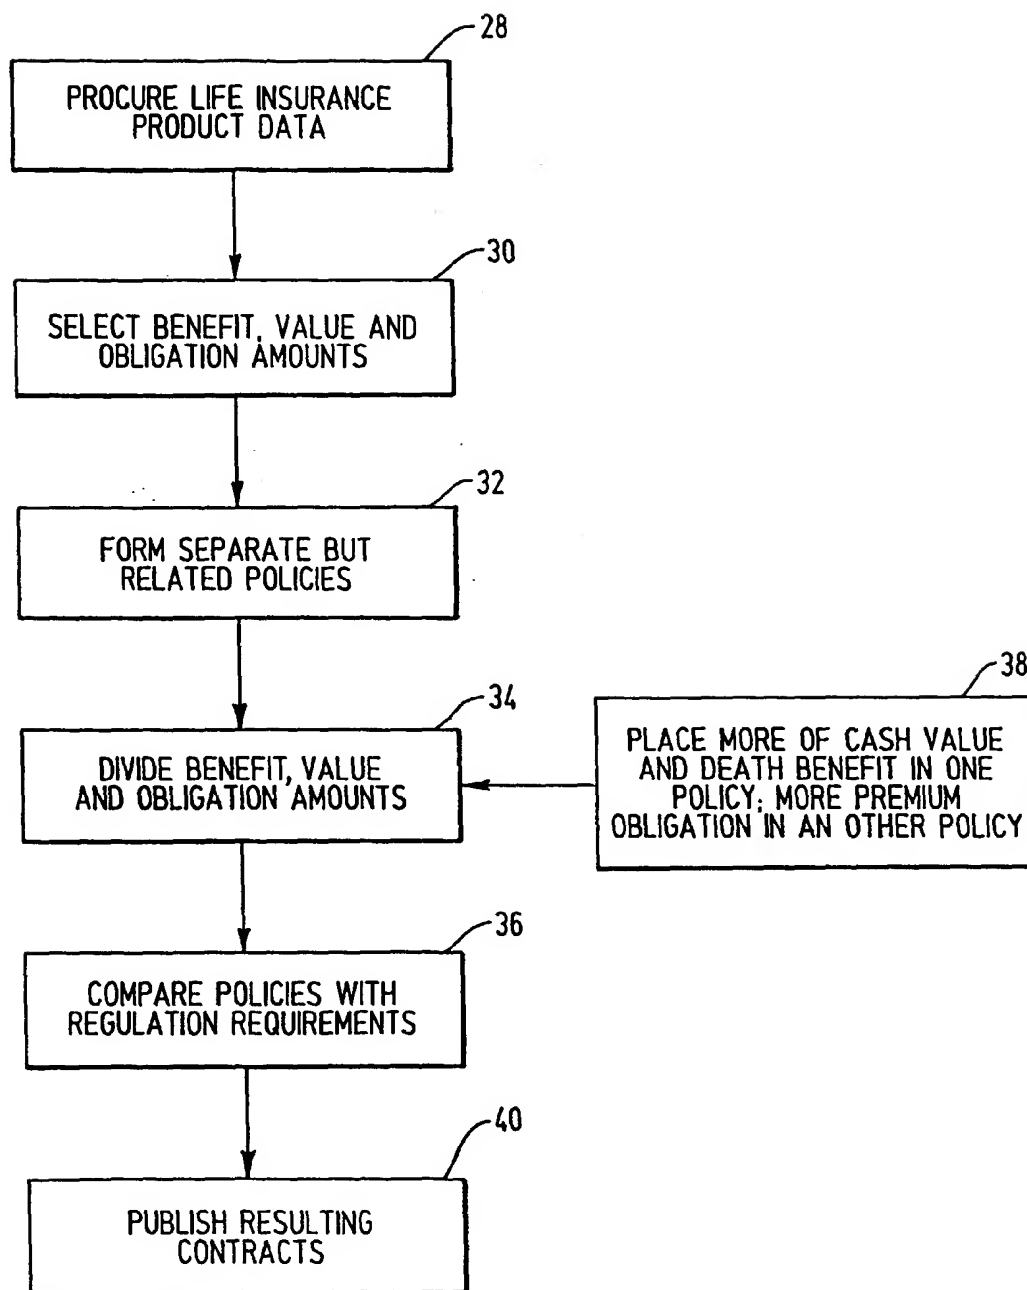 28
PROCURE LIFE INSURANCE
PRODUCT DATA
30
SELECT BENEFIT, VALUE AND
OBLIGATION AMOUNTS
32
FORM SEPARATE BUT
RELATED POLICIES
34
DIVIDE BENEFIT, VALUE
AND OBLIGATION AMOUNTS
38
PLACE MORE OF CASH VALUE
AND DEATH BENEFIT IN ONE
POLICY; MORE PREMIUM
OBLIGATION IN AN OTHER POLICY
36
COMPARE POLICIES WITH
REGULATION REQUIREMENTS
40
PUBLISH RESULTING
CONTRACTS